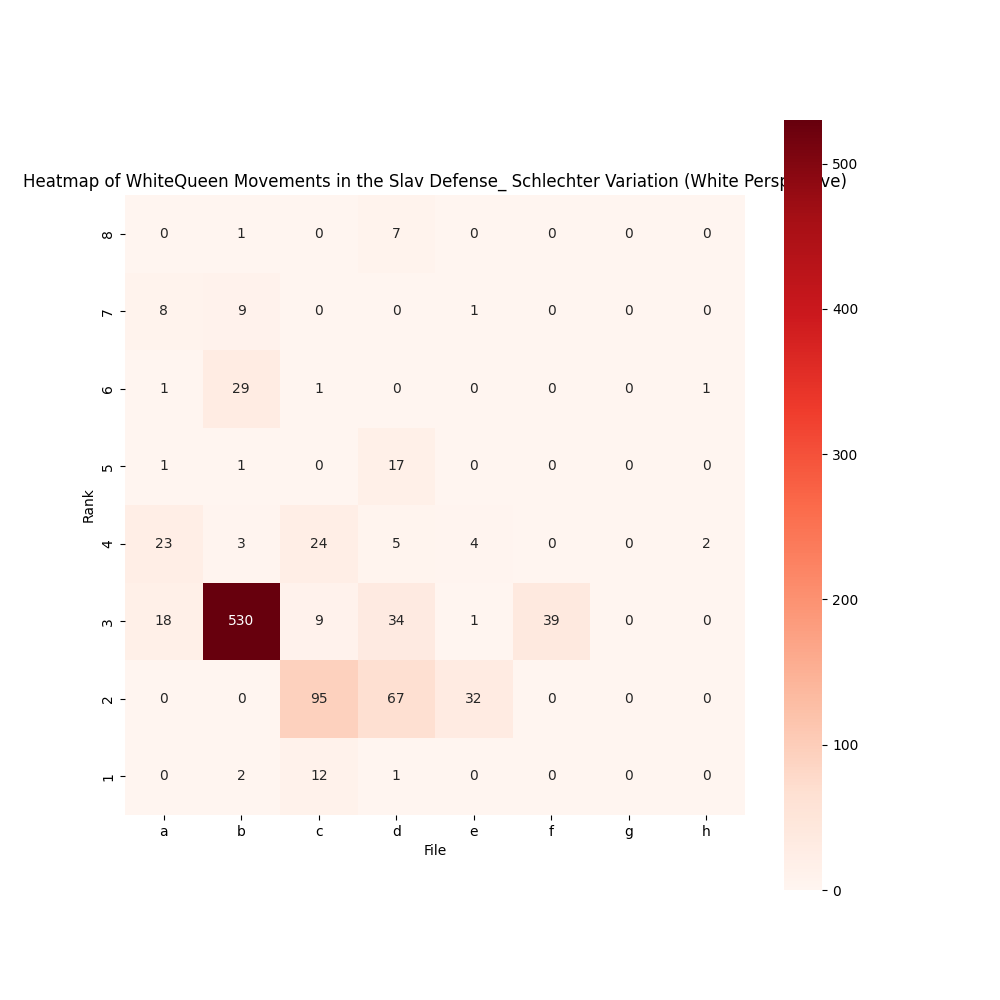 Heatmap of WhiteQueen Movements in the Slav Defense_ Schlechter Variation (White Perspective)
500
400
300
200
100
0
Rank
8 0 1 0 7 0 0 0 0
7 8 9 0 0 1 0 0 0
6 1 29 1 0 0 0 0 1
5 1 1 0 17 0 0 0 0
4 23 3 24 5 4 0 0 2
3 18 530 9 34 1 39 0 0
2 0 0 95 67 32 0 0 0
1 0 2 12 1 0 0 0 0
a b c d e f g h
File